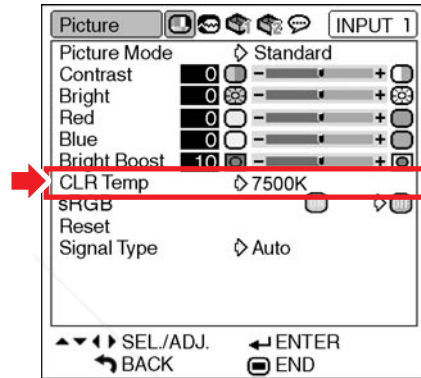 Picture INPUT 1
Picture Mode Standard
Contrast 0 - +
Bright 0 - +
Red 0 - +
Blue 0 - +
Bright Boost 10 - +
CLR Temp 7500K
sRGB
Reset
Signal Type Auto
SEL./ADJ. ENTER
BACK END